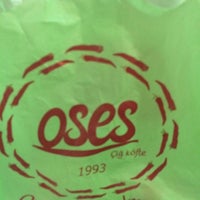 oses
Çiğ köfte
1993